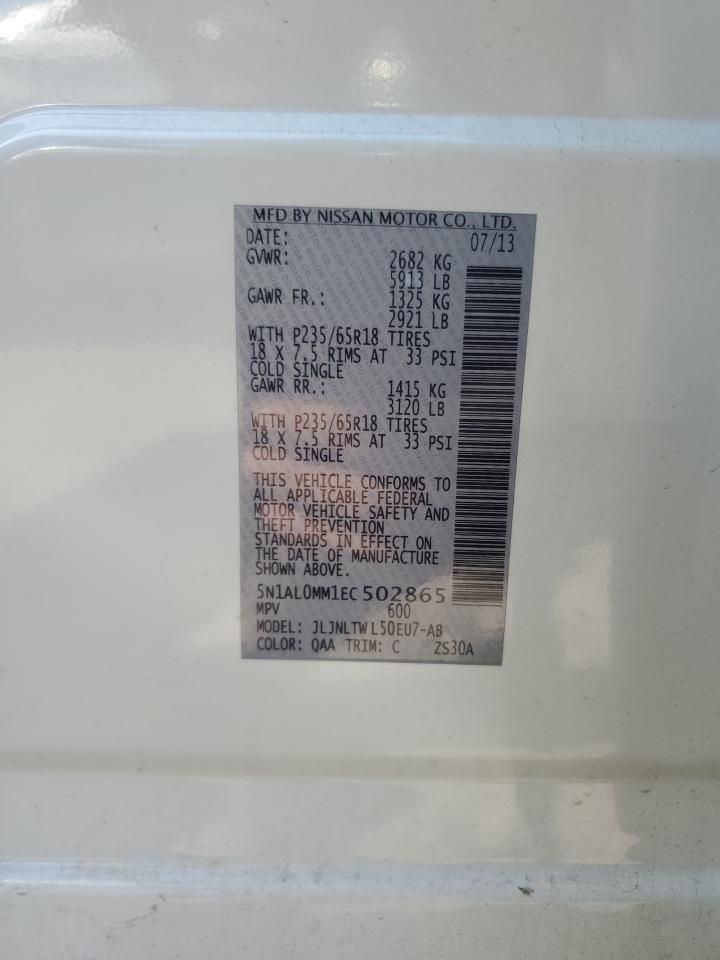 MFD BY NISSAN MOTOR CO., LTD.
DATE: 07/13
GVWR: 2682 KG
5913 LB
GAWR FR.: 1325 KG
2921 LB
WITH P235/65R18 TIRES
18 X 7.5 RIMS AT 33 PSI
COLD SINGLE
GAWR RR.: 1415 KG
3120 LB
WITH P235/65R18 TIRES
18 X 7.5 RIMS AT 33 PSI
COLD SINGLE
THIS VEHICLE CONFORMS TO
ALL APPLICABLE FEDERAL
MOTOR VEHICLE SAFETY AND
THEFT PREVENTION
STANDARDS IN EFFECT ON
THE DATE OF MANUFACTURE
SHOWN ABOVE.
5N1AL0MM1EC502865
MPV 600
MODEL: JLJNLTWL50EU7-AB
COLOR: QAA TRIM: C ZS30A